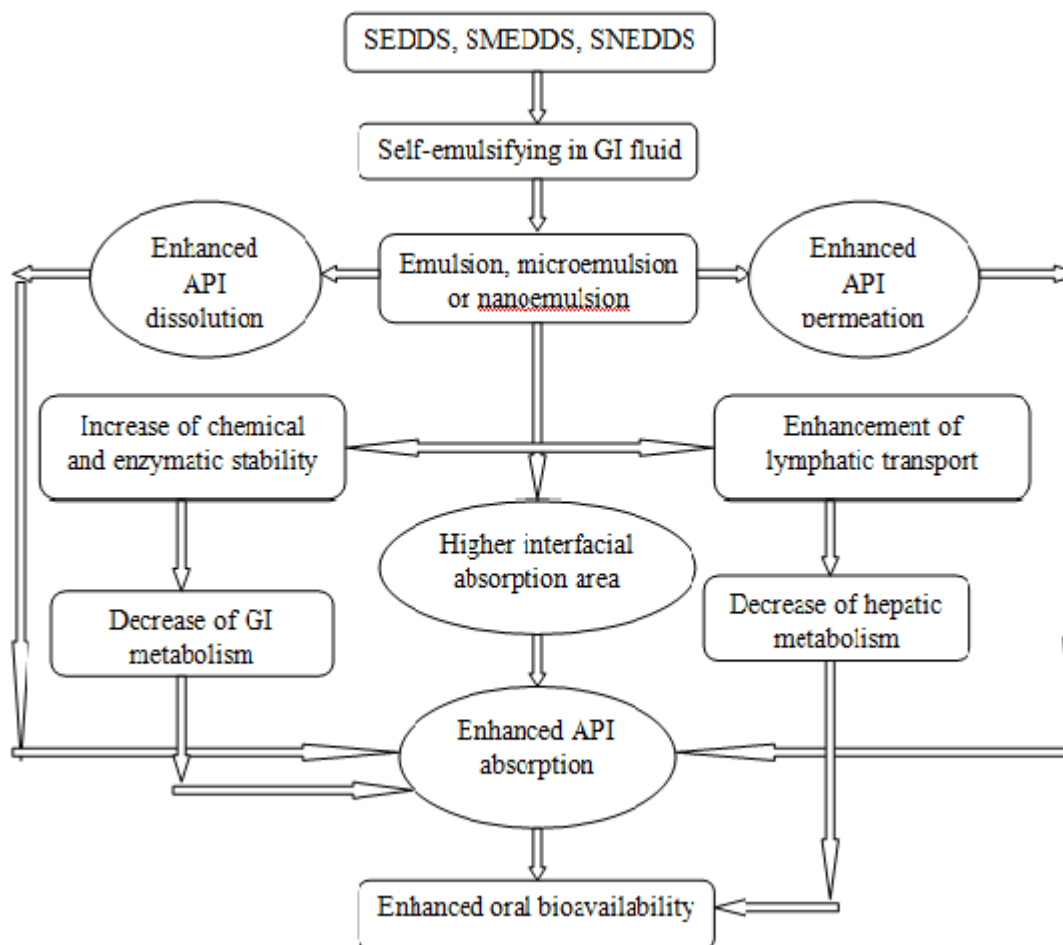 SEDDS, SMEDDS, SNEDDS
Self-emulsifying in GI fluid
Enhanced
API
dissolution
Emulsion, microemulsion
or nanoemulsion
Enhanced
API
permeation
Increase of chemical
and enzymatic stability
Enhancement of
lymphatic transport
Higher interfacial
absorption area
Decrease of GI
metabolism
Decrease of hepatic
metabolism
Enhanced API
absorption
Enhanced oral bioavailability